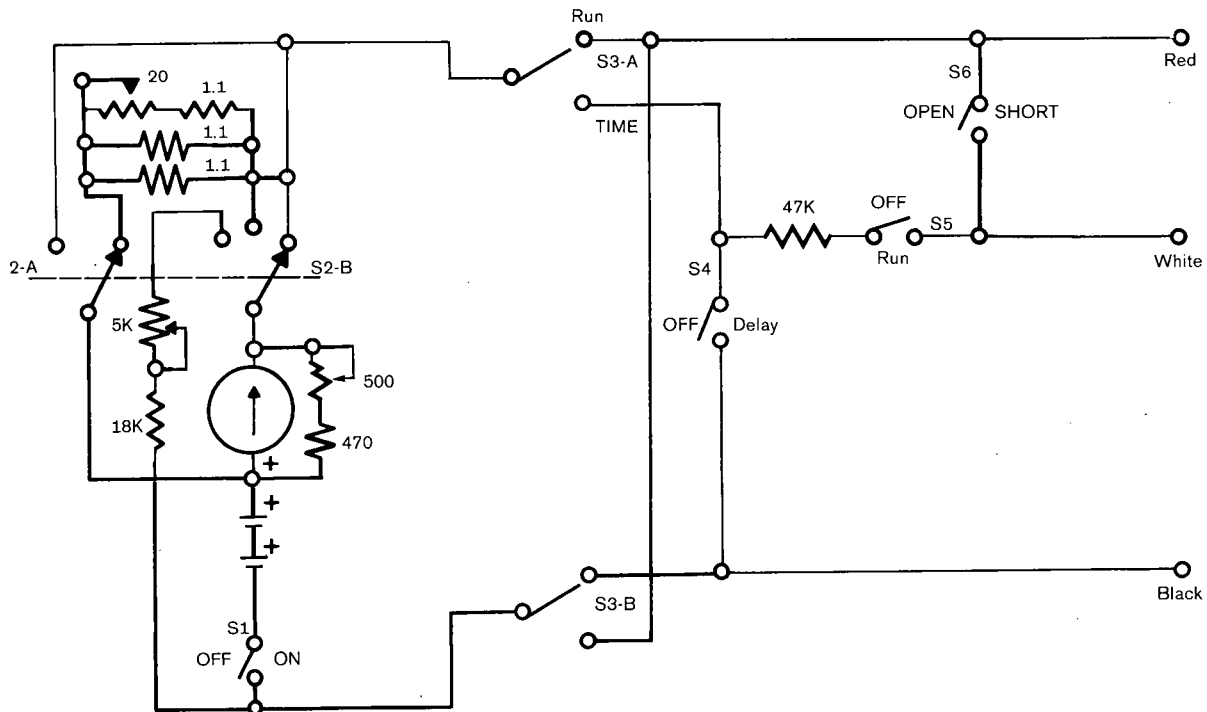 Run
S3-A
Red
20
1.1
S6
OPEN
SHORT
TIME
1.1
1.1
47K
OFF
S5
Run
White
2-A
S2-B
S4
5K
OFF
Delay
500
18K
470
+
+
+
S3-B
Black
S1
OFF
ON